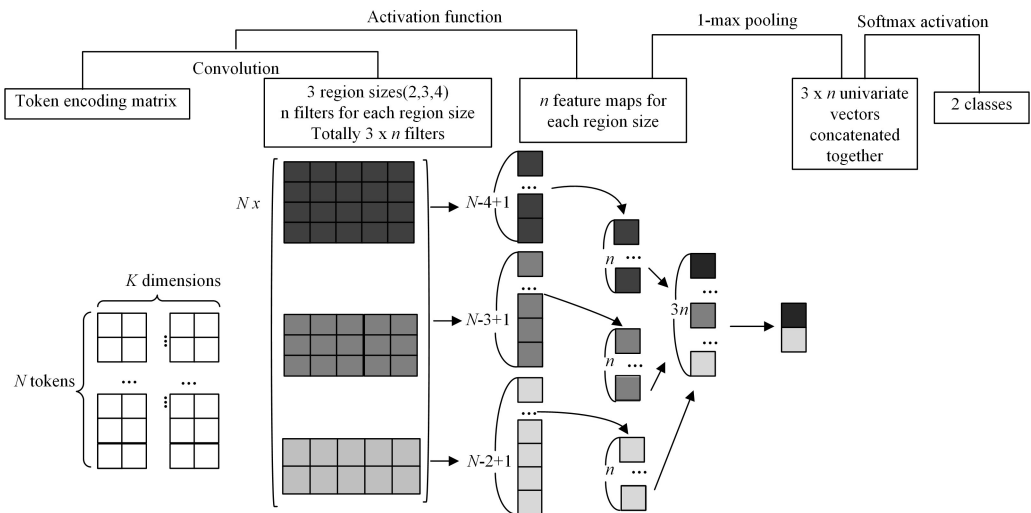 Activation function
1-max pooling
Softmax activation
Convolution
Token encoding matrix
3 region sizes(2,3,4)
n filters for each region size
Totally 3 x n filters
n feature maps for
each region size
3 x n univariate
vectors
concatenated
together
2 classes
N x
N-4+1
...
n
...
K dimensions
N tokens
...
...
...
...
N-3+1
...
n
...
3n
...
...
N-2+1
...
n
...